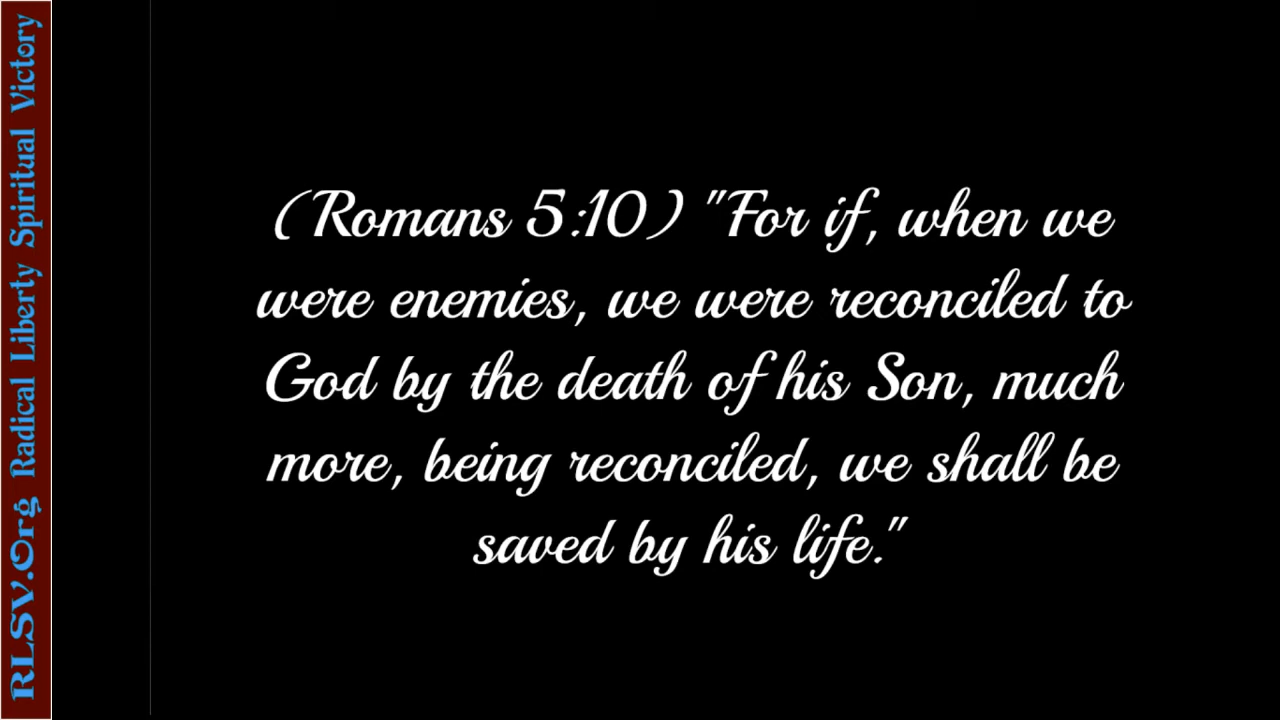 RLSV.Org Radical Liberty Spiritual Victory
(Romans 5:10) "For if, when we
were enemies, we were reconciled to
God by the death of his Son, much
more, being reconciled, we shall be
saved by his life."